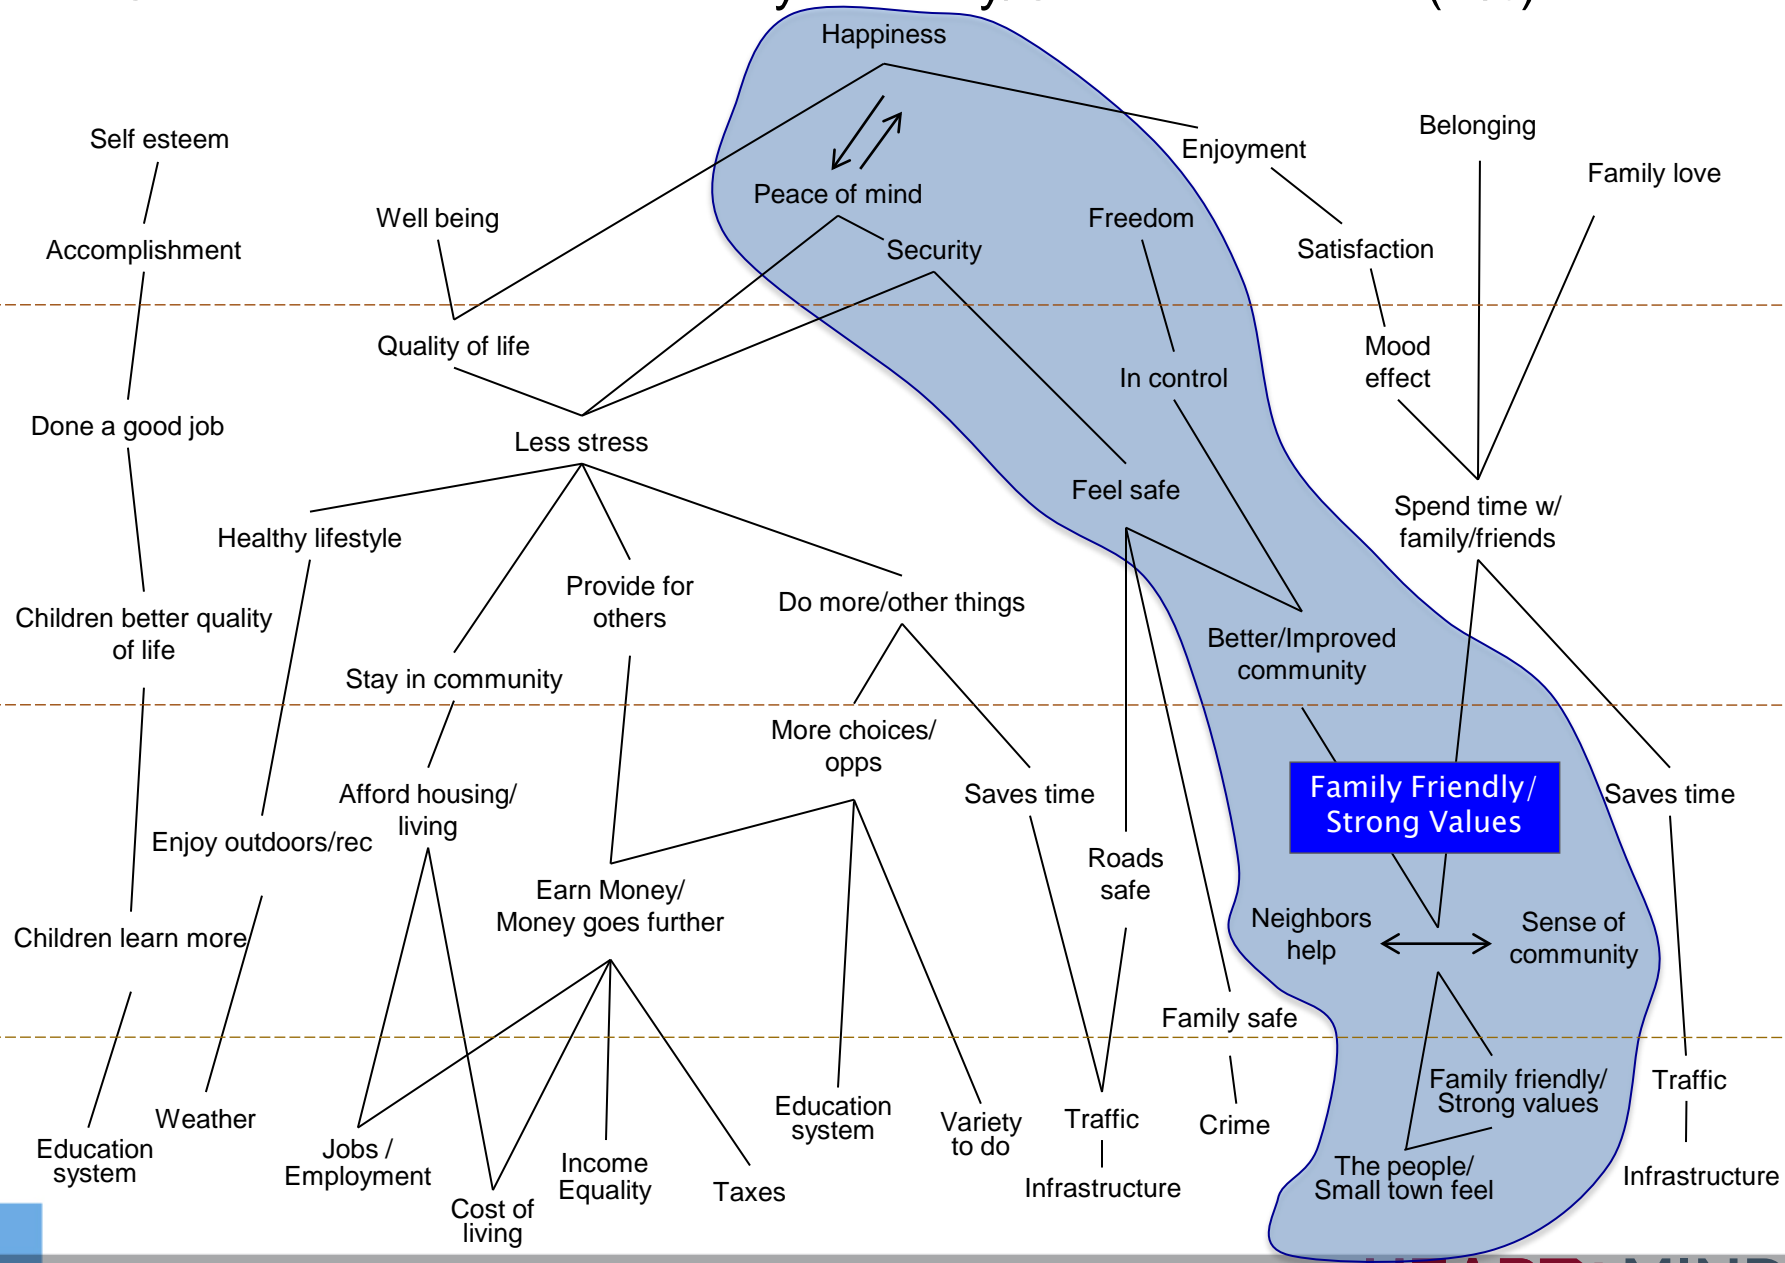 Happiness
Self esteem
Belonging
Enjoyment
Family love
Peace of mind
Well being
Freedom
Accomplishment
Security
Satisfaction
Quality of life
Mood
effect
In control
Done a good job
Less stress
Feel safe
Spend time w/
family/friends
Healthy lifestyle
Provide for
others
Do more/other things
Children better quality
of life
Better/Improved
community
Stay in community
More choices/
opps
Afford housing/
living
Saves time
Family Friendly/
Strong Values
Saves time
Enjoy outdoors/rec
Roads
safe
Earn Money/
Money goes further
Neighbors
help
Sense of
community
Children learn more
Family safe
Family friendly/
Strong values
Traffic
Education
system
Weather
Jobs /
Employment
Cost of
living
Income
Equality
Taxes
Education
system
Variety
to do
Traffic
Infrastructure
Crime
The people/
Small town feel
Infrastructure